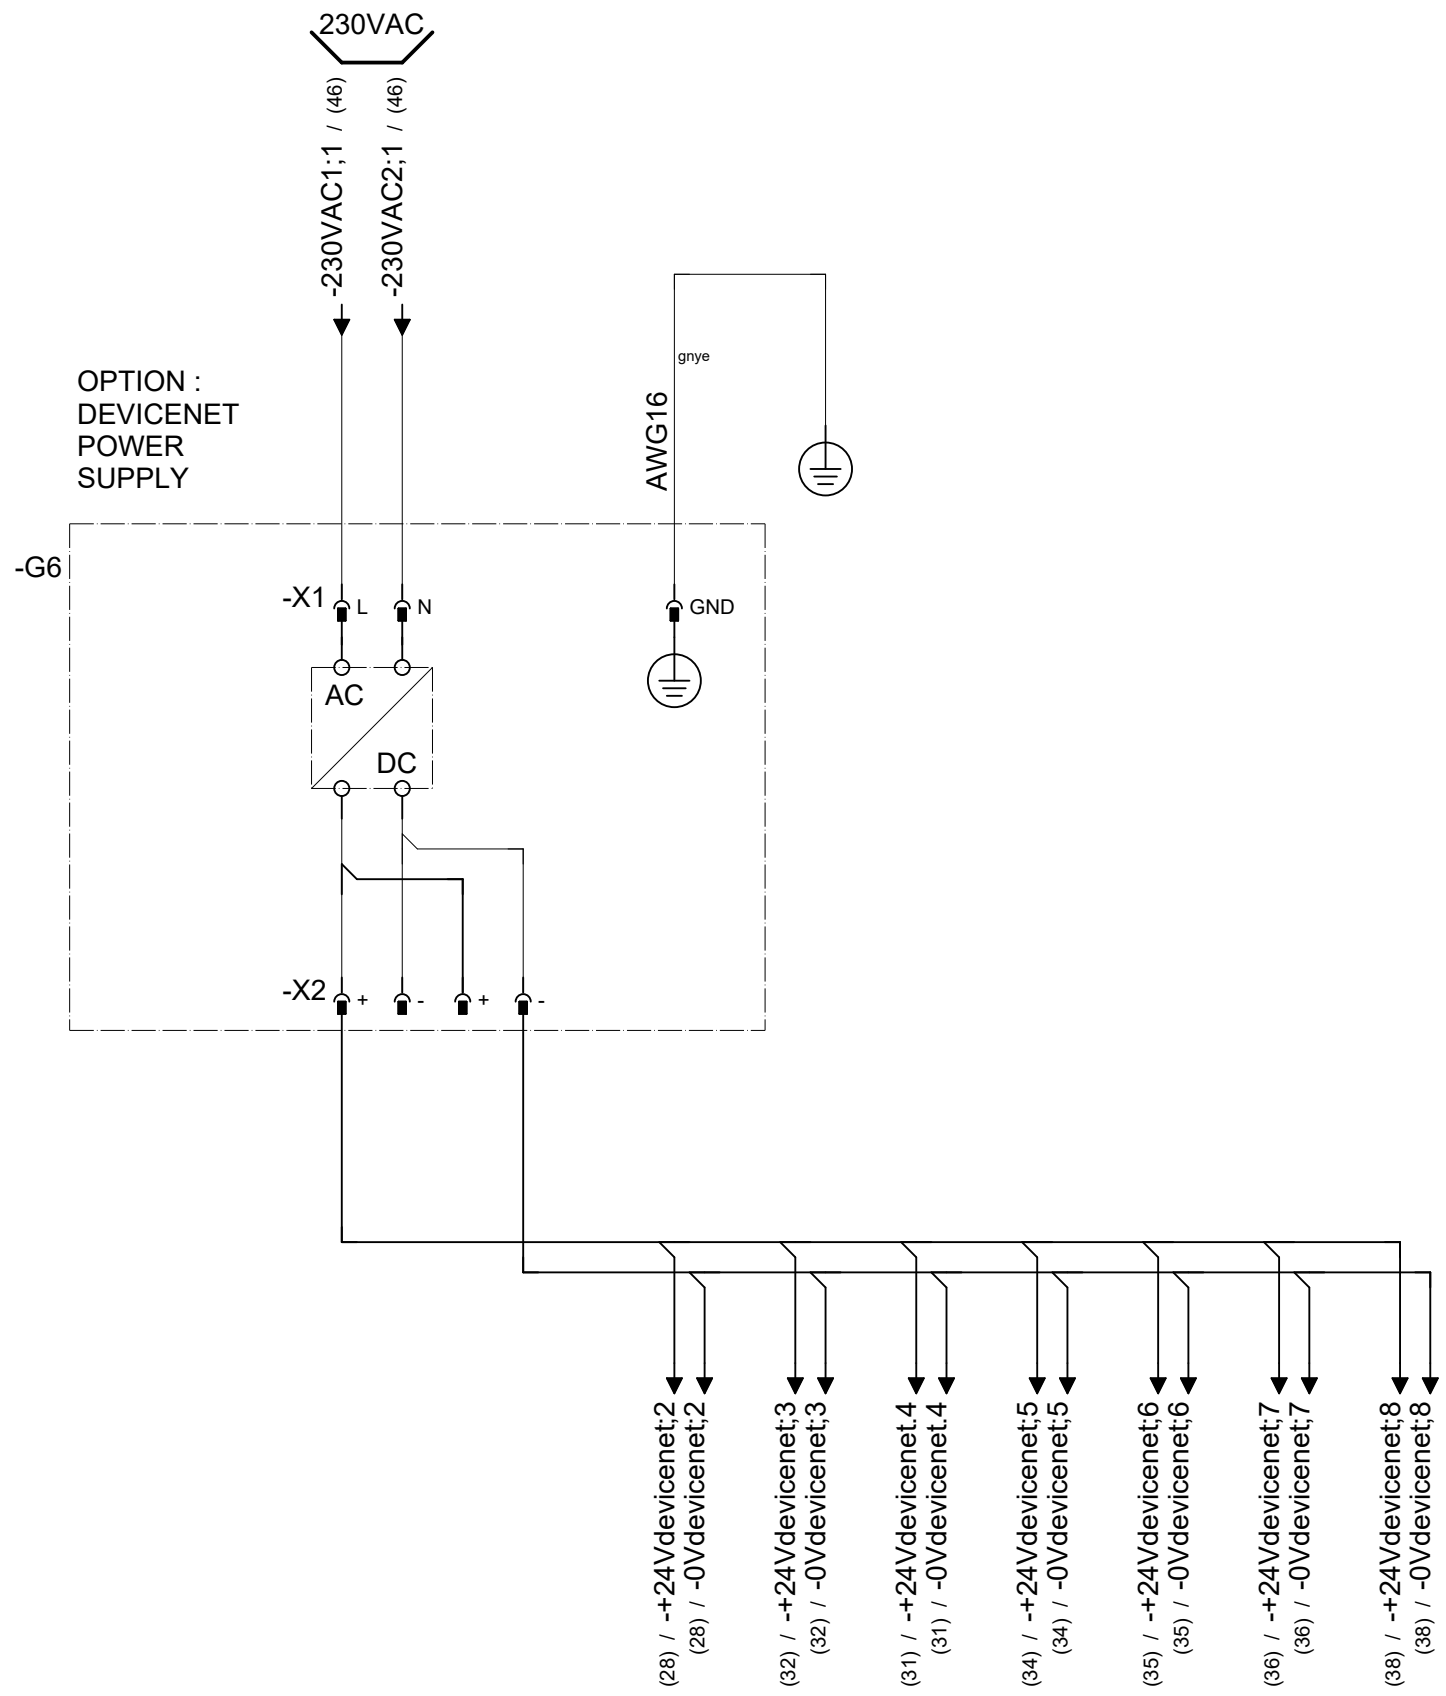 230VAC
-230VAC1;1 / (46)
-230VAC2;1 / (46)
gnye
AWG16
OPTION :
DEVICENET
POWER
SUPPLY
-G6
-X1
L
N
GND
AC
DC
-X2
+
-
+
-
(28) / -+24Vdevicenet;2
(28) / -0Vdevicenet;2
(32) / -+24Vdevicenet;3
(32) / -0Vdevicenet;3
(31) / -+24Vdevicenet.4
(31) / -0Vdevicenet.4
(34) / -+24Vdevicenet;5
(34) / -0Vdevicenet;5
(35) / -+24Vdevicenet;6
(35) / -0Vdevicenet;6
(36) / -+24Vdevicenet;7
(36) / -0Vdevicenet;7
(38) / -+24Vdevicenet;8
(38) / -0Vdevicenet;8